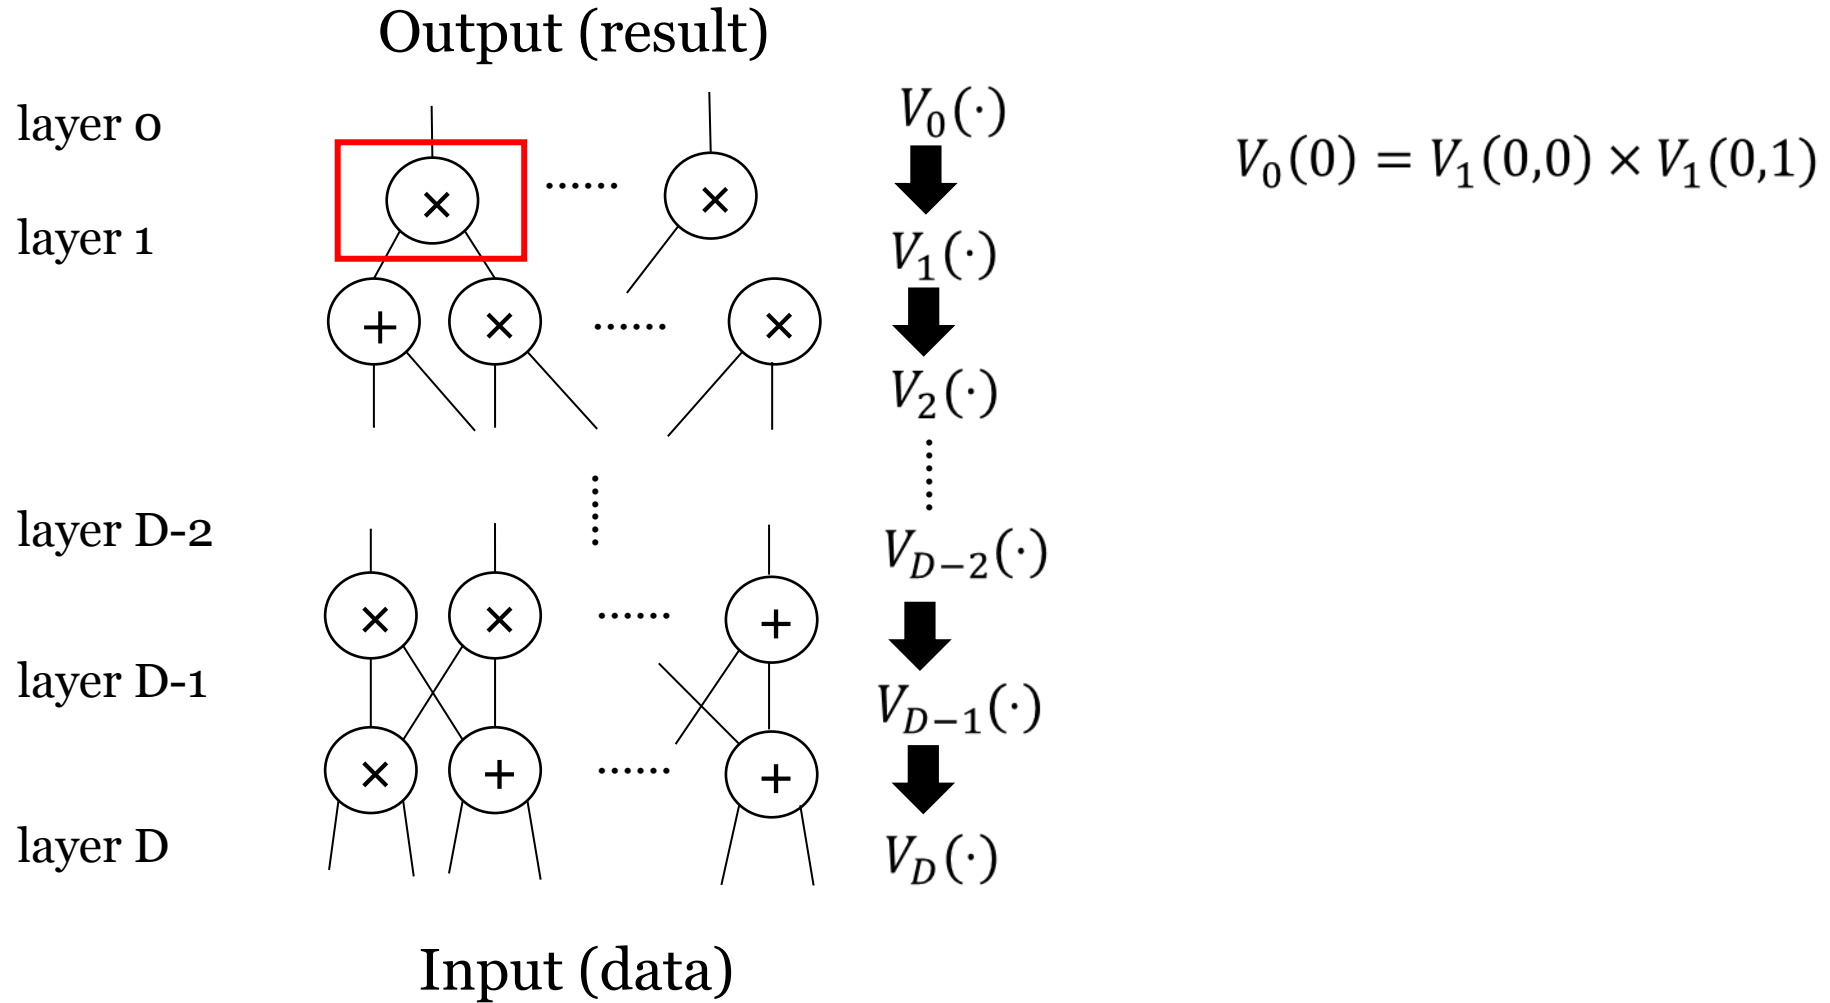 Output (result)
layer 0
V₀(·)
V₀(0) = V₁(0,0) × V₁(0,1)
× ...... ×
layer 1
V₁(·)
+ × ...... ×
V₂(·)
layer D-2
V_{D−2}(·)
× × ...... +
layer D-1
V_{D−1}(·)
× + ...... +
layer D
V_D(·)
Input (data)